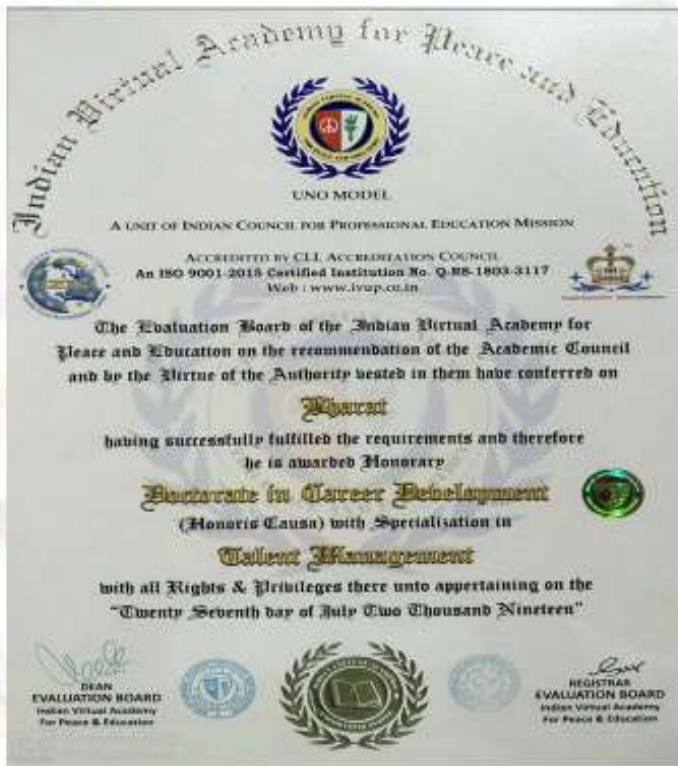 Indian Virtual Academy for Peace and Education
UNO MODEL
A UNIT OF INDIAN COUNCIL FOR PROFESSIONAL EDUCATION MISSION
ACCREDITED BY CLL ACCREDITATION COUNCIL
An ISO 9001-2015 Certified Institution No. Q-RS-1803-3117
Web : www.ivup.co.in
The Evaluation Board of the Indian Virtual Academy for
Peace and Education on the recommendation of the Academic Council
and by the Virtue of the Authority vested in them have conferred on
Bharat
having successfully fulfilled the requirements and therefore
he is awarded Honorary
Doctorate in Career Development
(Honoris Causa) with Specialization in
Talent Management
with all Rights & Privileges there unto appertaining on the
"Twenty Seventh day of July Two Thousand Nineteen"
DEAN
EVALUATION BOARD
Indian Virtual Academy
For Peace & Education
REGISTRAR
EVALUATION BOARD
Indian Virtual Academy
For Peace & Education